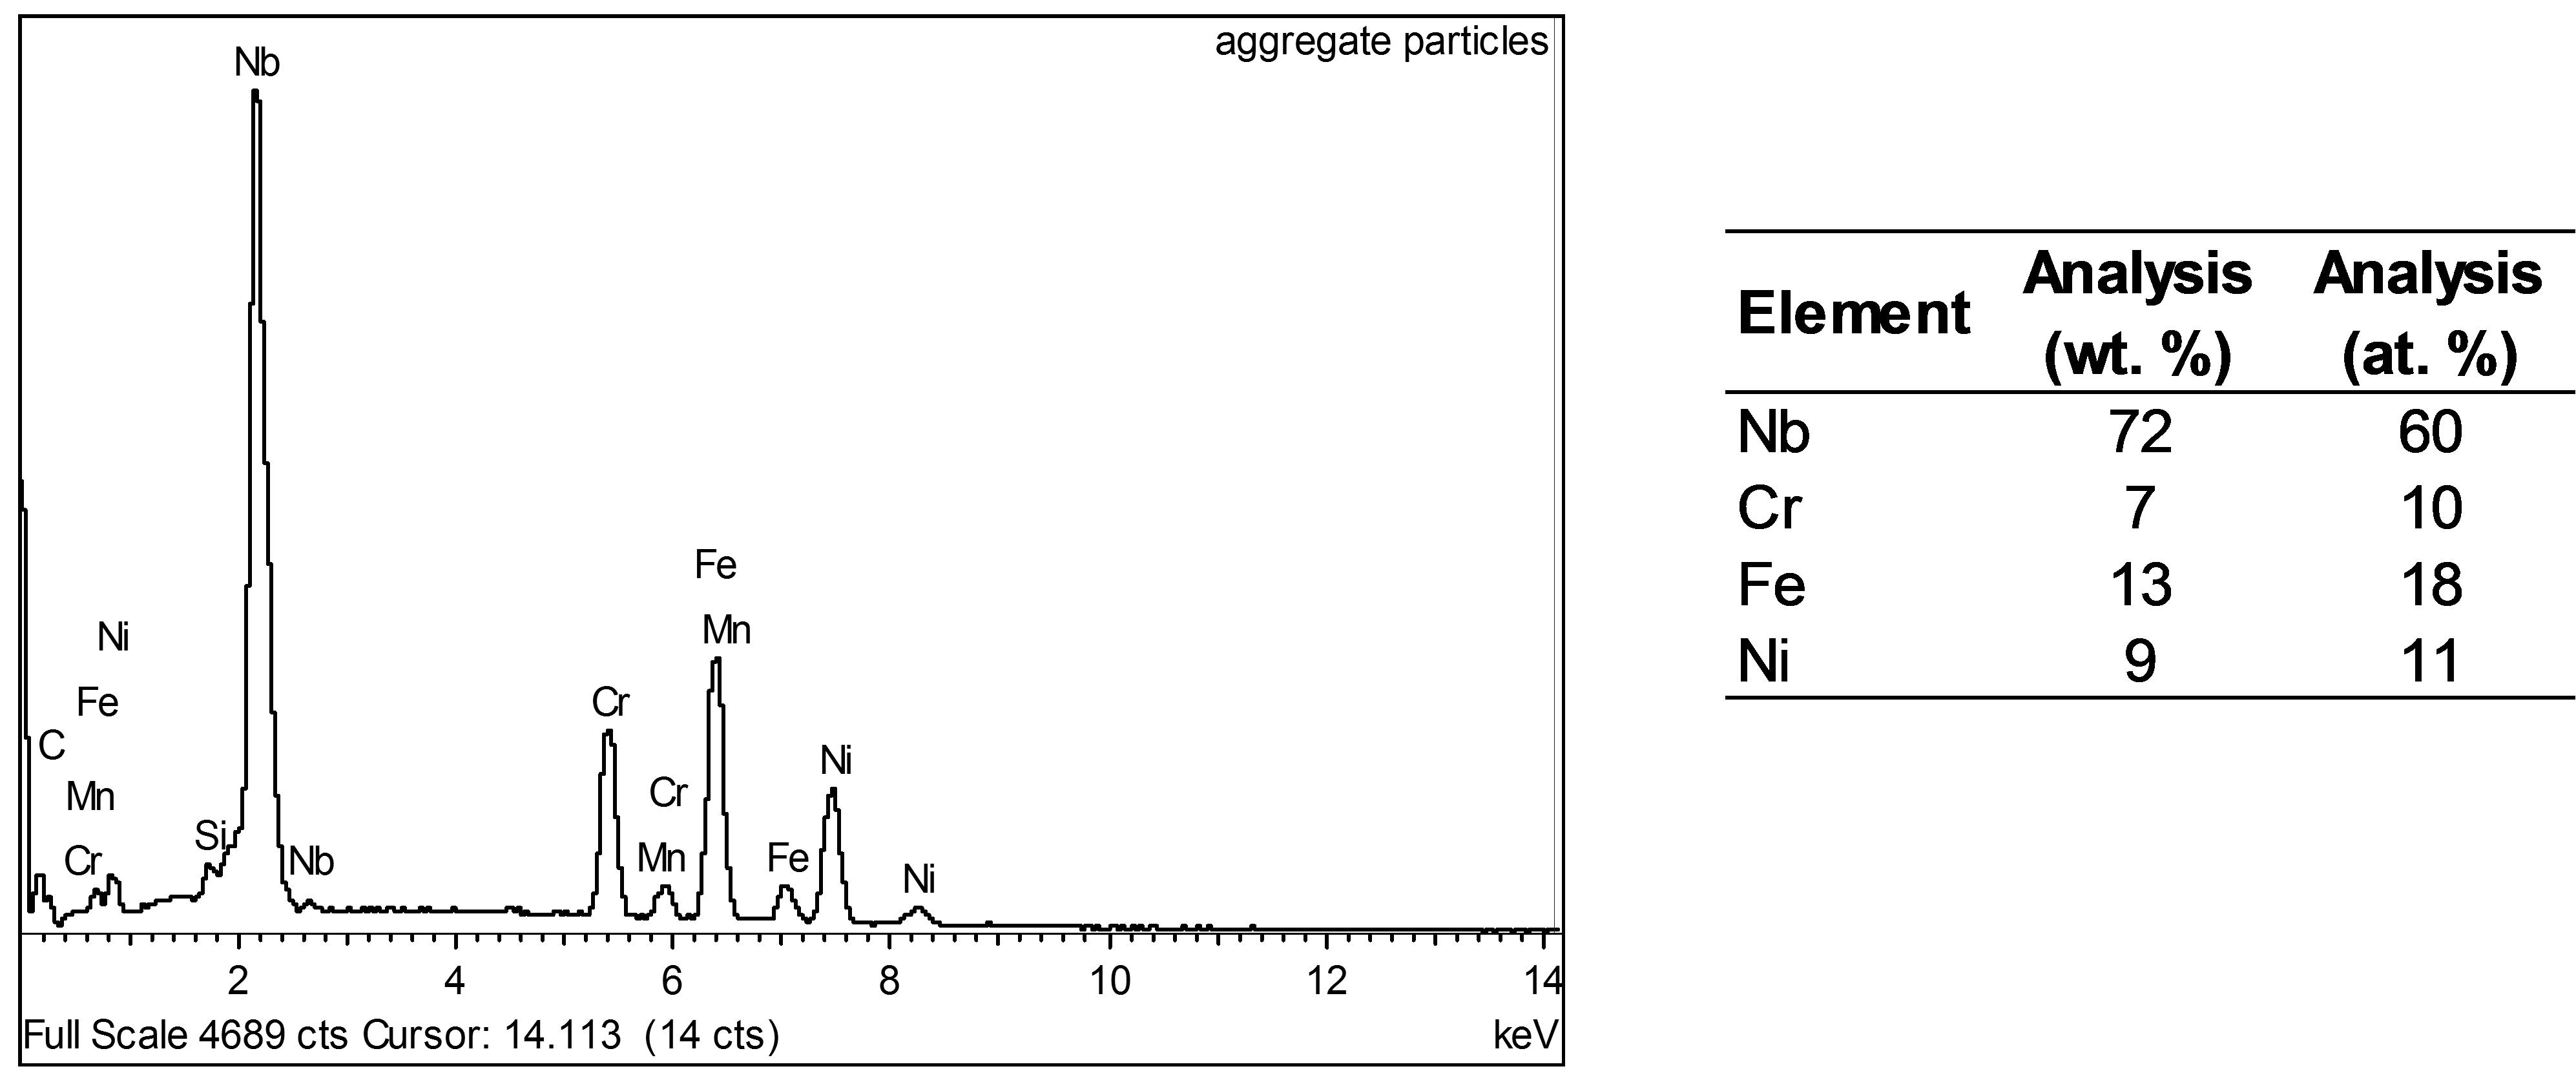 aggregate particles
Nb
Fe
Ni
Mn
Fe
Cr
C
Ni
Mn
Cr
Si
Cr
Nb
Mn
Fe
Ni
2 4 6 8 10 12 14
Full Scale 4689 cts Cursor: 14.113 (14 cts) keV
Element Analysis (wt. %) Analysis (at. %)
Nb 72 60
Cr 7 10
Fe 13 18
Ni 9 11